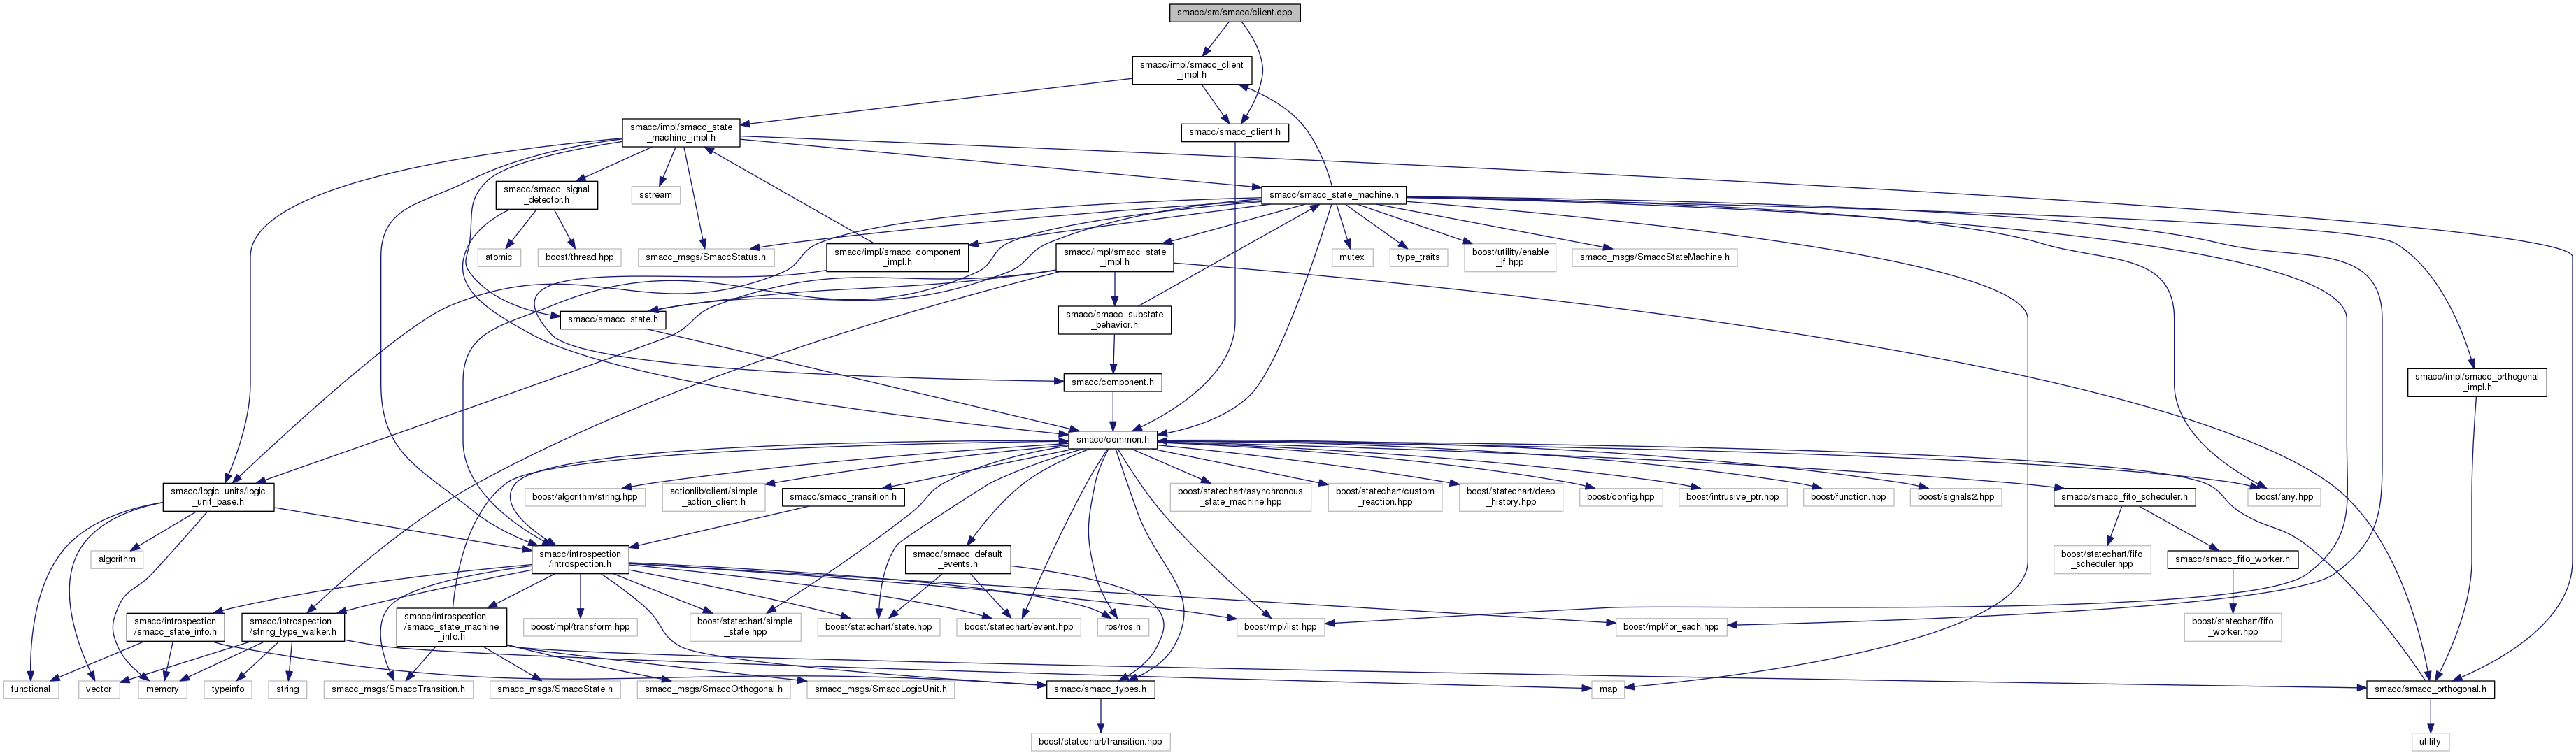 smacc/src/smacc/client.cpp
smacc/impl/smacc_client
_impl.h
smacc/impl/smacc_state
_machine_impl.h
smacc/smacc_client.h
smacc/smacc_signal
_detector.h
sstream
smacc/smacc_state_machine.h
atomic
boost/thread.hpp
smacc_msgs/SmaccStatus.h
smacc/impl/smacc_component
_impl.h
smacc/impl/smacc_state
_impl.h
mutex
type_traits
boost/utility/enable
_if.hpp
smacc_msgs/SmaccStateMachine.h
smacc/smacc_state.h
smacc/smacc_substate
_behavior.h
smacc/component.h
smacc/impl/smacc_orthogonal
_impl.h
smacc/common.h
smacc/logic_units/logic
_unit_base.h
boost/algorithm/string.hpp
actionlib/client/simple
_action_client.h
smacc/smacc_transition.h
boost/statechart/asynchronous
_state_machine.hpp
boost/statechart/custom
_reaction.hpp
boost/statechart/deep
_history.hpp
boost/config.hpp
boost/intrusive_ptr.hpp
boost/function.hpp
boost/signals2.hpp
smacc/smacc_fifo_scheduler.h
boost/any.hpp
algorithm
smacc/introspection
/introspection.h
smacc/smacc_default
_events.h
boost/statechart/fifo
_scheduler.hpp
smacc/smacc_fifo_worker.h
smacc/introspection
/smacc_state_info.h
smacc/introspection
/string_type_walker.h
smacc/introspection
/smacc_state_machine
_info.h
boost/mpl/transform.hpp
boost/statechart/simple
_state.hpp
boost/statechart/state.hpp
boost/statechart/event.hpp
ros/ros.h
boost/mpl/list.hpp
boost/mpl/for_each.hpp
boost/statechart/fifo
_worker.hpp
functional
vector
memory
typeinfo
string
smacc_msgs/SmaccTransition.h
smacc_msgs/SmaccState.h
smacc_msgs/SmaccOrthogonal.h
smacc_msgs/SmaccLogicUnit.h
smacc/smacc_types.h
map
smacc/smacc_orthogonal.h
boost/statechart/transition.hpp
utility